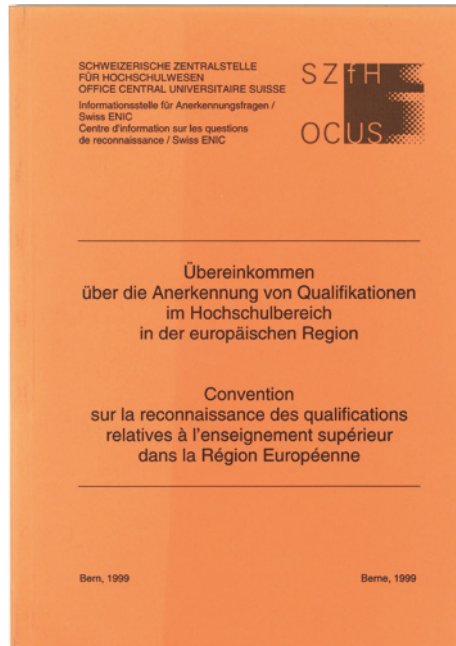 SCHWEIZERISCHE ZENTRALSTELLE
FÜR HOCHSCHULWESEN
OFFICE CENTRAL UNIVERSITAIRE SUISSE
Informationsstelle für Anerkennungsfragen /
Swiss ENIC
Centre d'information sur les questions
de reconnaissance / Swiss ENIC
SZfH
OCUS
Übereinkommen
über die Anerkennung von Qualifikationen
im Hochschulbereich
in der europäischen Region
Convention
sur la reconnaissance des qualifications
relatives à l'enseignement supérieur
dans la Région Européenne
Bern, 1999
Berne, 1999